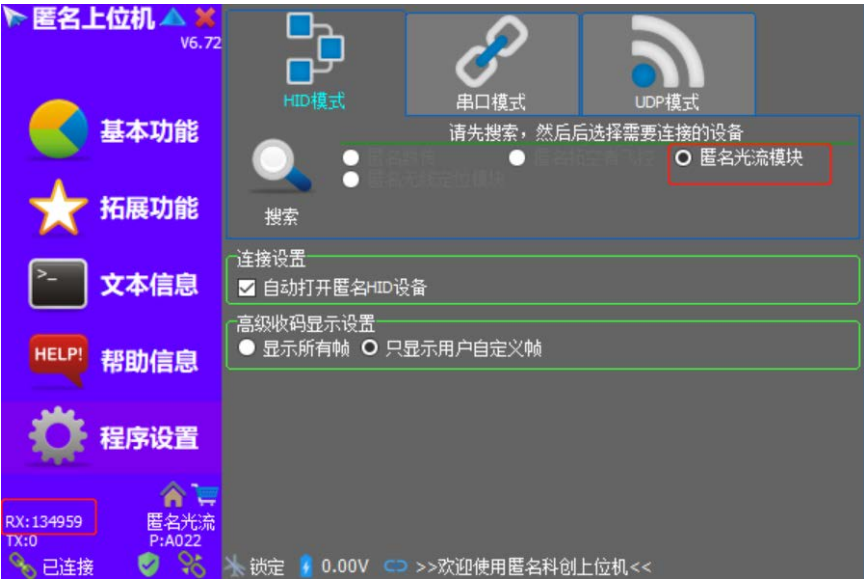 匿名上位机
V6.72
基本功能
拓展功能
文本信息
>_
HELP!
帮助信息
程序设置
RX:134959
匿名光流
TX:0
P:A022
已连接
HID模式
串口模式
UDP模式
请先搜索，然后后选择需要连接的设备
匿名光流模块
搜索
连接设置
自动打开匿名HID设备
高级收码显示设置
显示所有帧 只显示用户自定义帧
锁定 0.00V >>欢迎使用匿名科创上位机<<